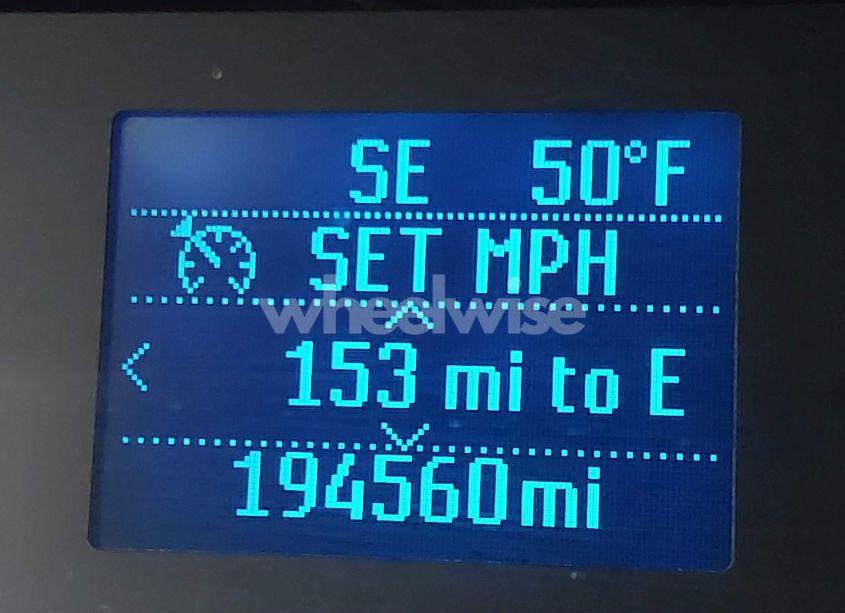 SE 50°F
SET MPH
wheelwise
153 mi to E
194560mi